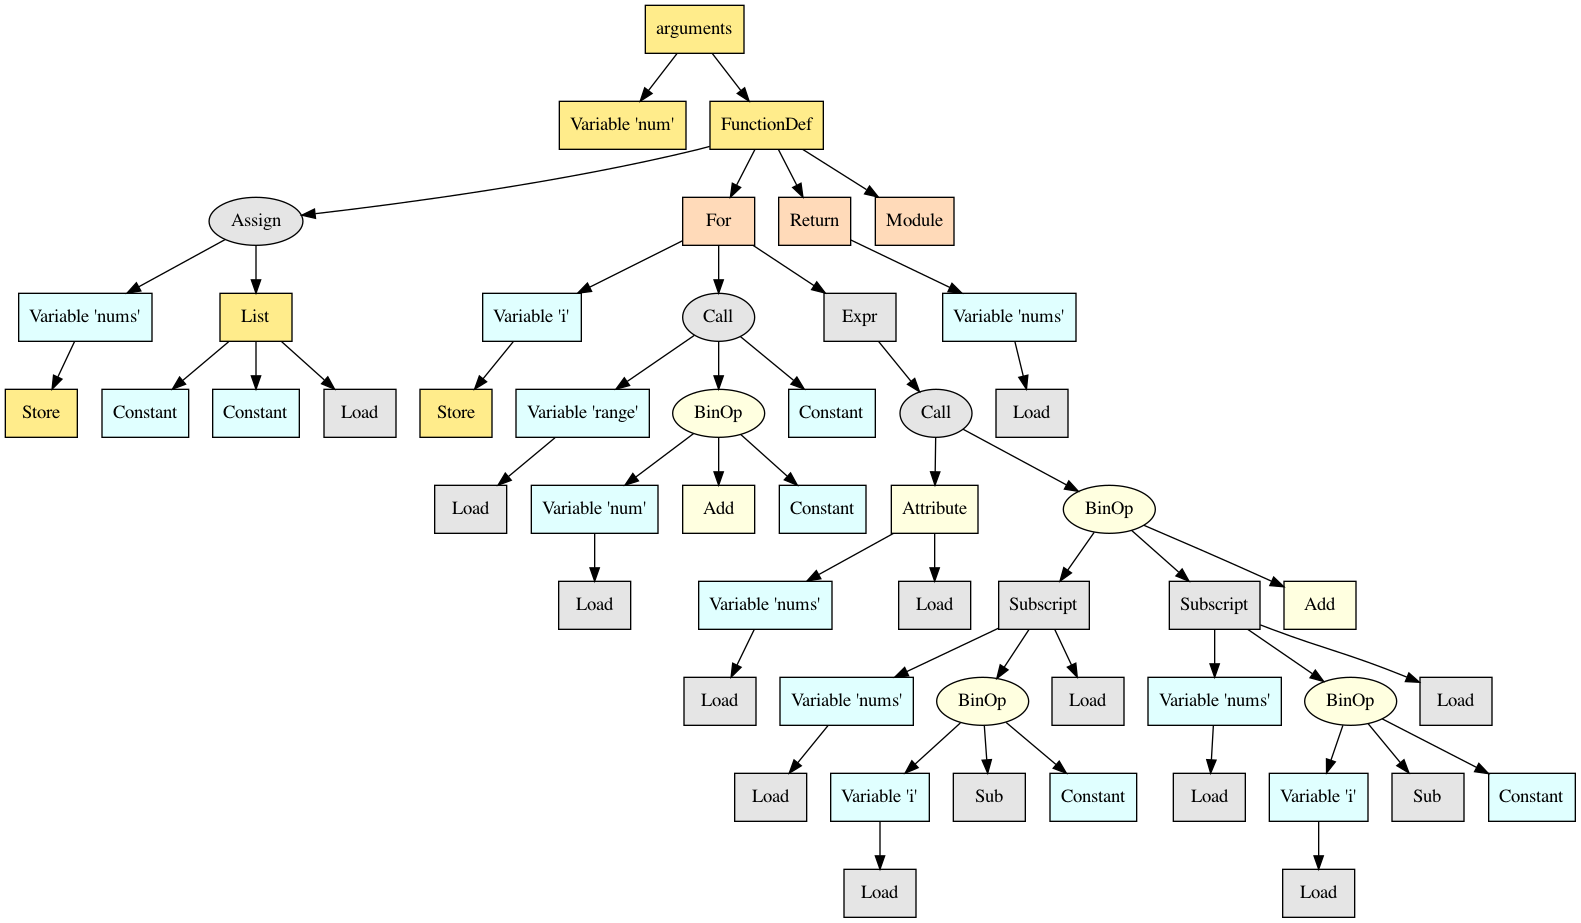 arguments
Variable 'num'
FunctionDef
Assign
For
Return
Module
Variable 'nums'
List
Variable 'i'
Call
Expr
Variable 'nums'
Store
Constant
Constant
Load
Store
Variable 'range'
BinOp
Constant
Call
Load
Load
Variable 'num'
Add
Constant
Attribute
BinOp
Load
Variable 'nums'
Load
Subscript
Subscript
Add
Load
Variable 'nums'
BinOp
Load
Variable 'nums'
BinOp
Load
Load
Variable 'i'
Sub
Constant
Load
Variable 'i'
Sub
Constant
Load
Load